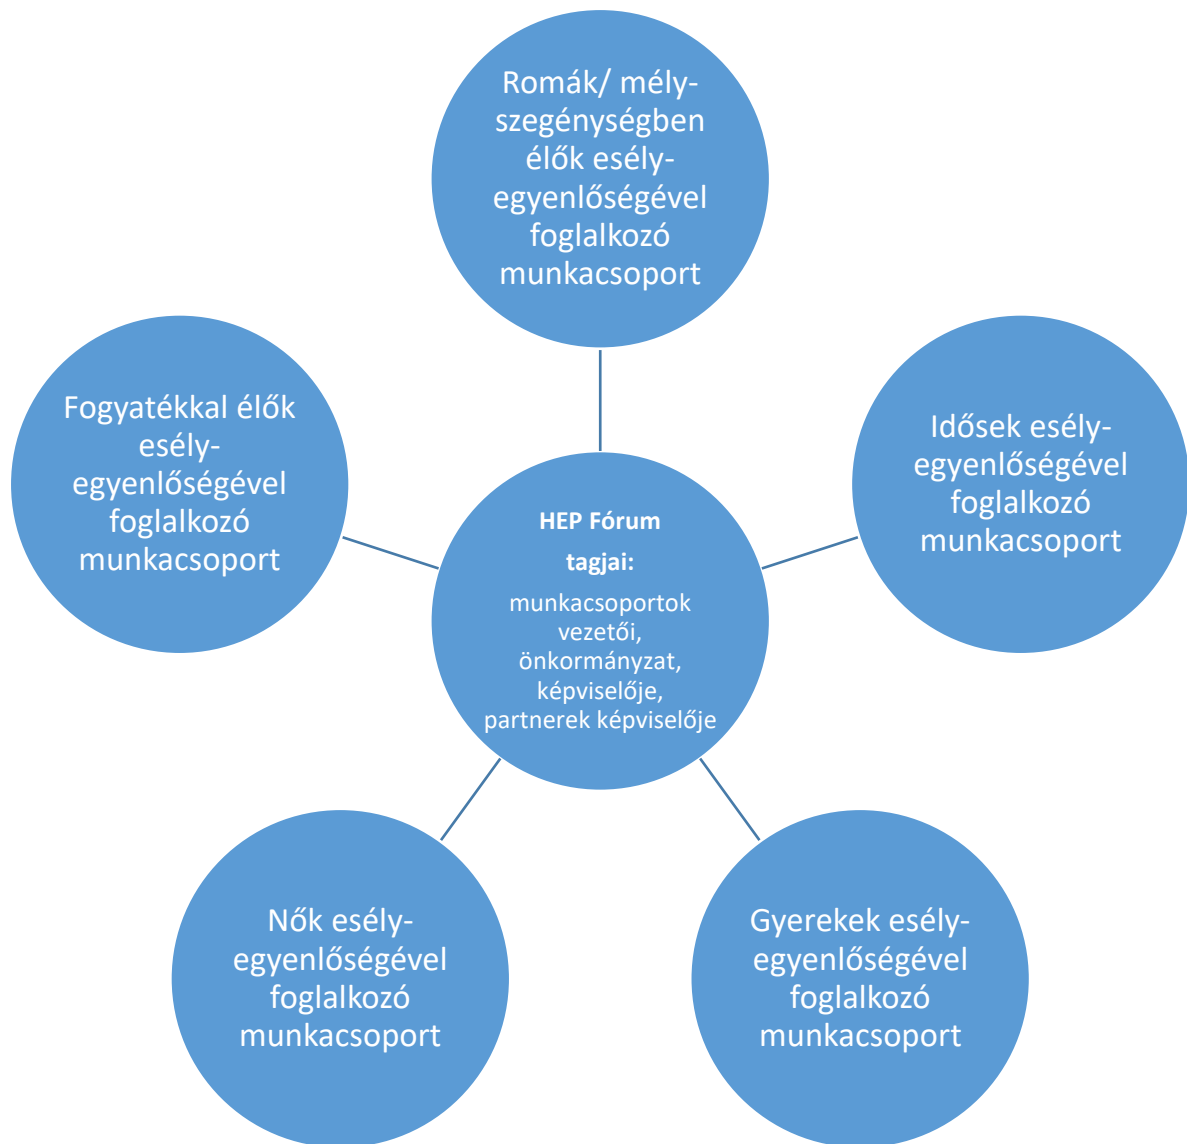 Romák/ mély-
szegénységben
élők esély-
egyenlőségével
foglalkozó
munkacsoport
Fogyatékkal élők
esély-
egyenlőségével
foglalkozó
munkacsoport
Idősek esély-
egyenlőségével
foglalkozó
munkacsoport
HEP Fórum
tagjai:
munkacsoportok
vezetői,
önkormányzat,
képviselője,
partnerek képviselője
Nők esély-
egyenlőségével
foglalkozó
munkacsoport
Gyerekek esély-
egyenlőségével
foglalkozó
munkacsoport